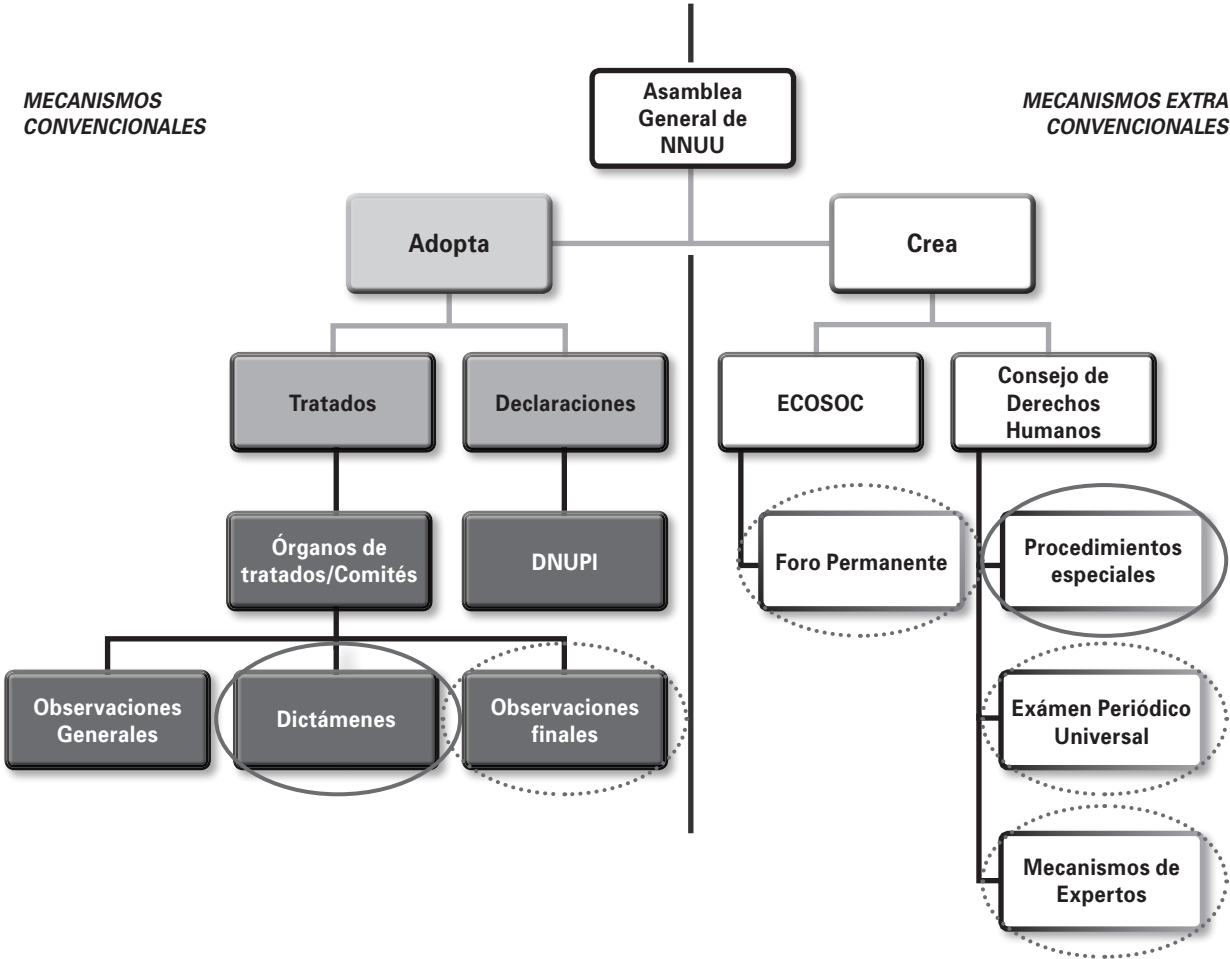 MECANISMOS
CONVENCIONALES
Asamblea
General de
NNUU
MECANISMOS EXTRA
CONVENCIONALES
Adopta
Crea
Tratados
Declaraciones
ECOSOC
Consejo de
Derechos
Humanos
Órganos de
tratados/Comités
DNUPI
Foro Permanente
Procedimientos
especiales
Observaciones
Generales
Dictámenes
Observaciones
finales
Exámen Periódico
Universal
Mecanismos de
Expertos